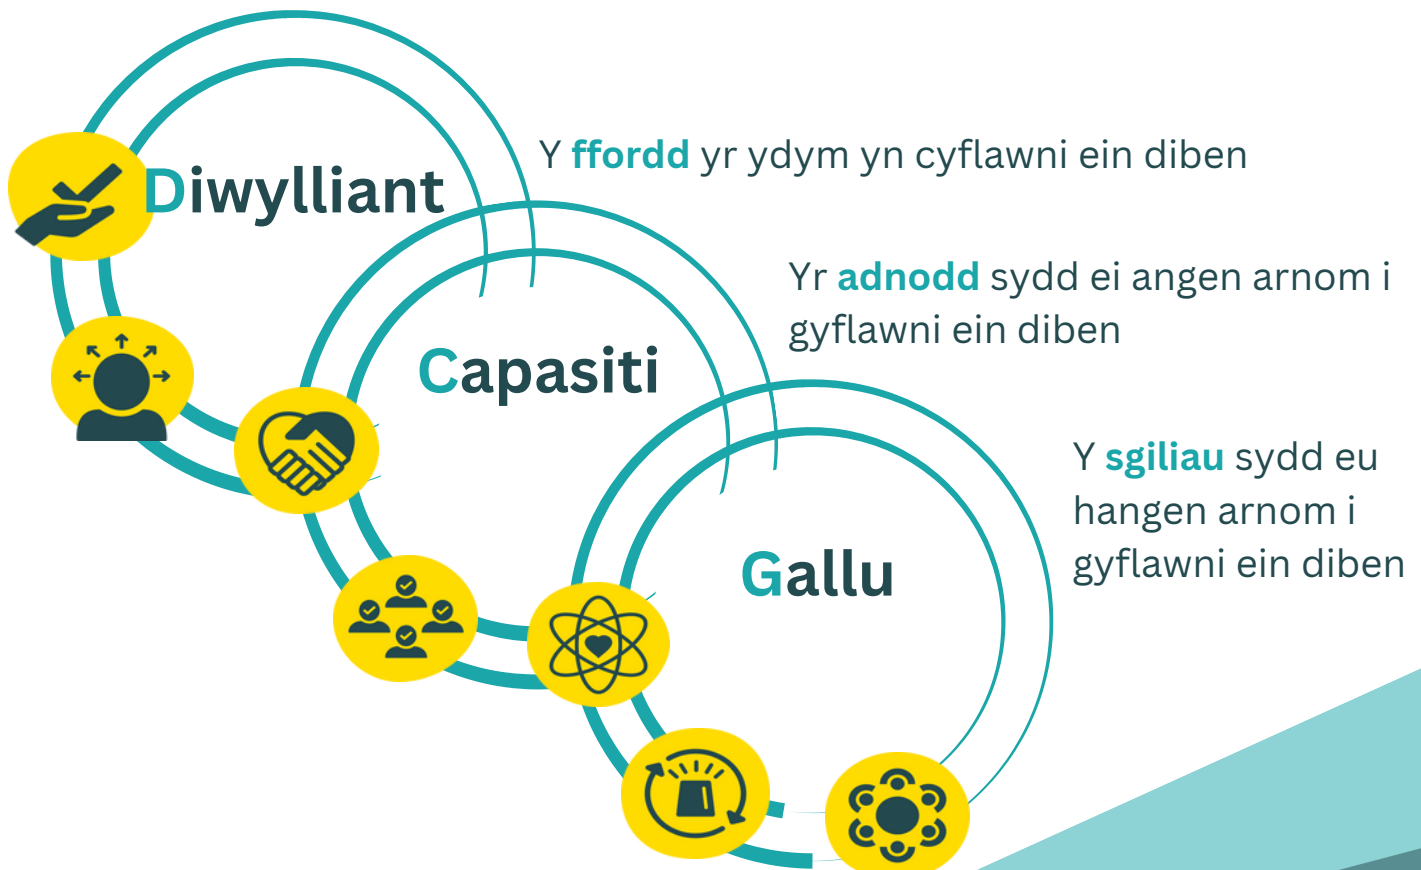 Diwylliant
Y ffordd yr ydym yn cyflawni ein diben
Capasiti
Yr adnodd sydd ei angen arnom i
gyflawni ein diben
Gallu
Y sgiliau sydd eu
hangen arnom i
gyflawni ein diben